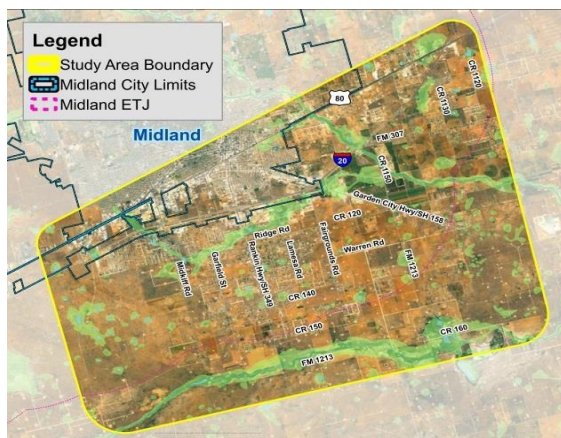 Legend
Study Area Boundary
Midland City Limits
Midland ETJ
Midland
80
CR 1120
CR 1130
FM 307
20
CR 1150
Garden City Hwy/SH 158
CR 120
Ridge Rd
Fairgrounds Rd
Warren Rd
Lamesa Rd
Rankin Hwy/SH 349
Garfield St
Midkiff Rd
FM 1213
CR 140
CR 150
CR 160
FM 1213